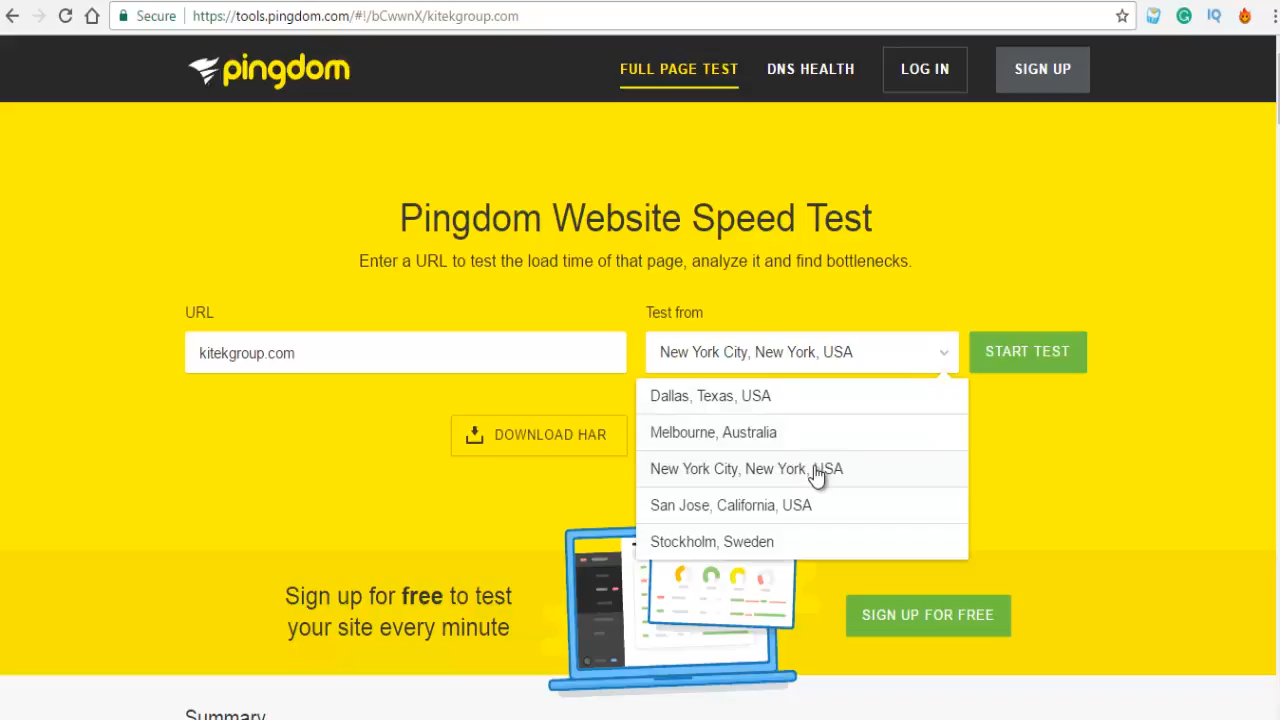 Secure
https://tools.pingdom.com/#!/bCwwnX/kitekgroup.com
pingdom
FULL PAGE TEST
DNS HEALTH
LOG IN
SIGN UP
Pingdom Website Speed Test
Enter a URL to test the load time of that page, analyze it and find bottlenecks.
URL
Test from
kitekgroup.com
New York City, New York, USA
START TEST
DOWNLOAD HAR
Dallas, Texas, USA
Melbourne, Australia
New York City, New York, USA
San Jose, California, USA
Stockholm, Sweden
Sign up for free to test
your site every minute
SIGN UP FOR FREE
Summary